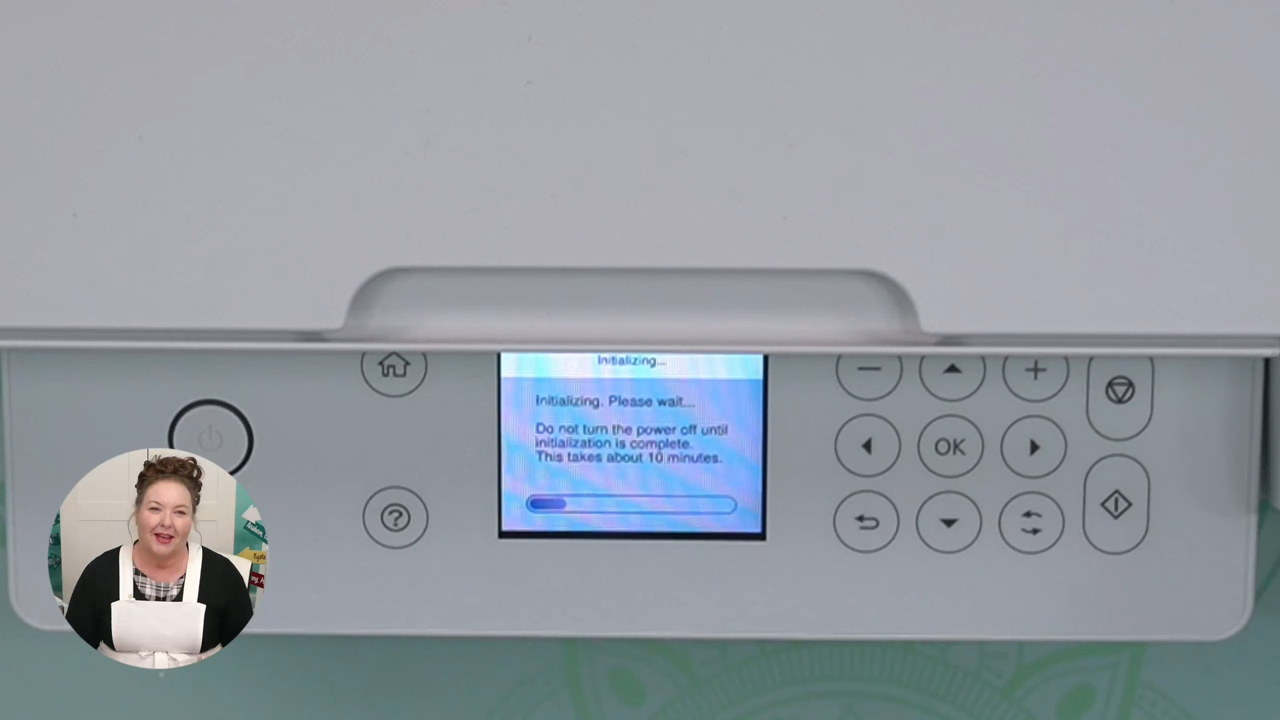 Initializing...
Initializing. Please wait...
Do not turn the power off until
initialization is complete.
This takes about 10 minutes.
OK
?